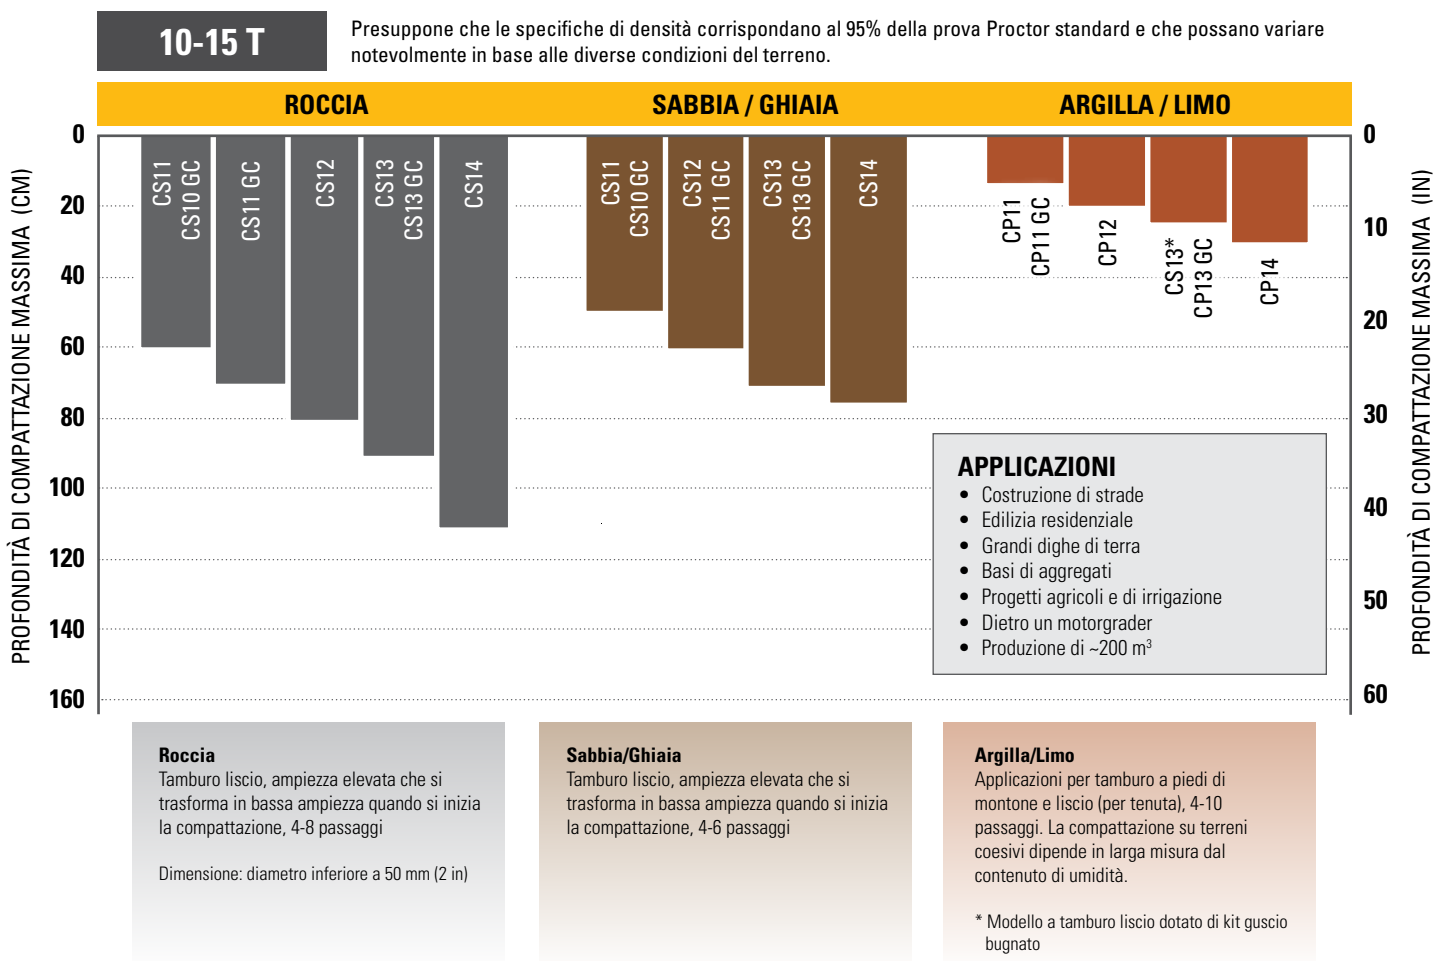 10-15 T
Presuppone che le specifiche di densità corrispondano al 95% della prova Proctor standard e che possano variare
notevolmente in base alle diverse condizioni del terreno.
ROCCIA
SABBIA / GHIAIA
ARGILLA / LIMO
PROFONDITÀ DI COMPATTAZIONE MASSIMA (CM)
0
20
40
60
80
100
120
140
160
CS11
CS10 GC
CS11 GC
CS12
CS13
CS13 GC
CS14
CS11
CS10 GC
CS12
CS11 GC
CS13
CS13 GC
CS14
CP11
CP11 GC
CP12
CS13*
CP13 GC
CP14
0
10
20
30
40
50
60
PROFONDITÀ DI COMPATTAZIONE MASSIMA (IN)
APPLICAZIONI
• Costruzione di strade
• Edilizia residenziale
• Grandi dighe di terra
• Basi di aggregati
• Progetti agricoli e di irrigazione
• Dietro un motorgrader
• Produzione di ~200 m³
Roccia
Tamburo liscio, ampiezza elevata che si
trasforma in bassa ampiezza quando si inizia
la compattazione, 4-8 passaggi
Dimensione: diametro inferiore a 50 mm (2 in)
Sabbia/Ghiaia
Tamburo liscio, ampiezza elevata che si
trasforma in bassa ampiezza quando si inizia
la compattazione, 4-6 passaggi
Argilla/Limo
Applicazioni per tamburo a piedi di
montone e liscio (per tenuta), 4-10
passaggi. La compattazione su terreni
coesivi dipende in larga misura dal
contenuto di umidità.
* Modello a tamburo liscio dotato di kit guscio
bugnato